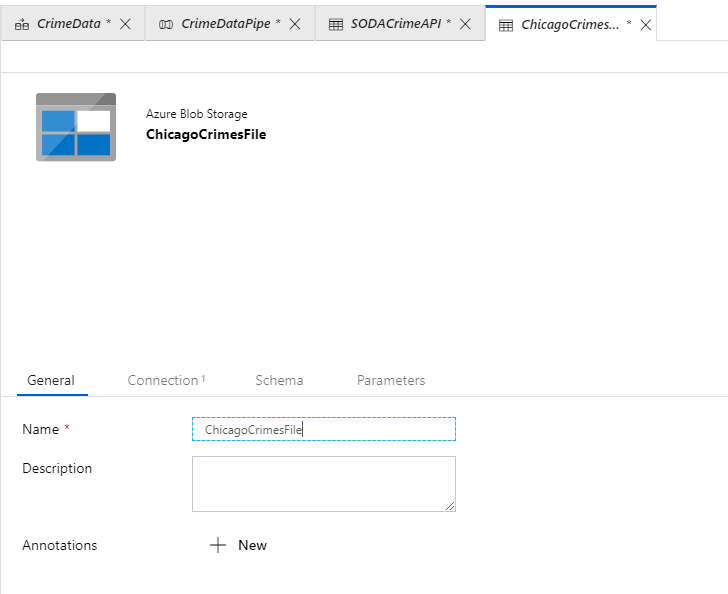 CrimeData * CrimeDataPipe * SODACrimeAPI * ChicagoCrimes... *
Azure Blob Storage
ChicagoCrimesFile
General Connection 1 Schema Parameters
Name * ChicagoCrimesFile
Description
Annotations + New